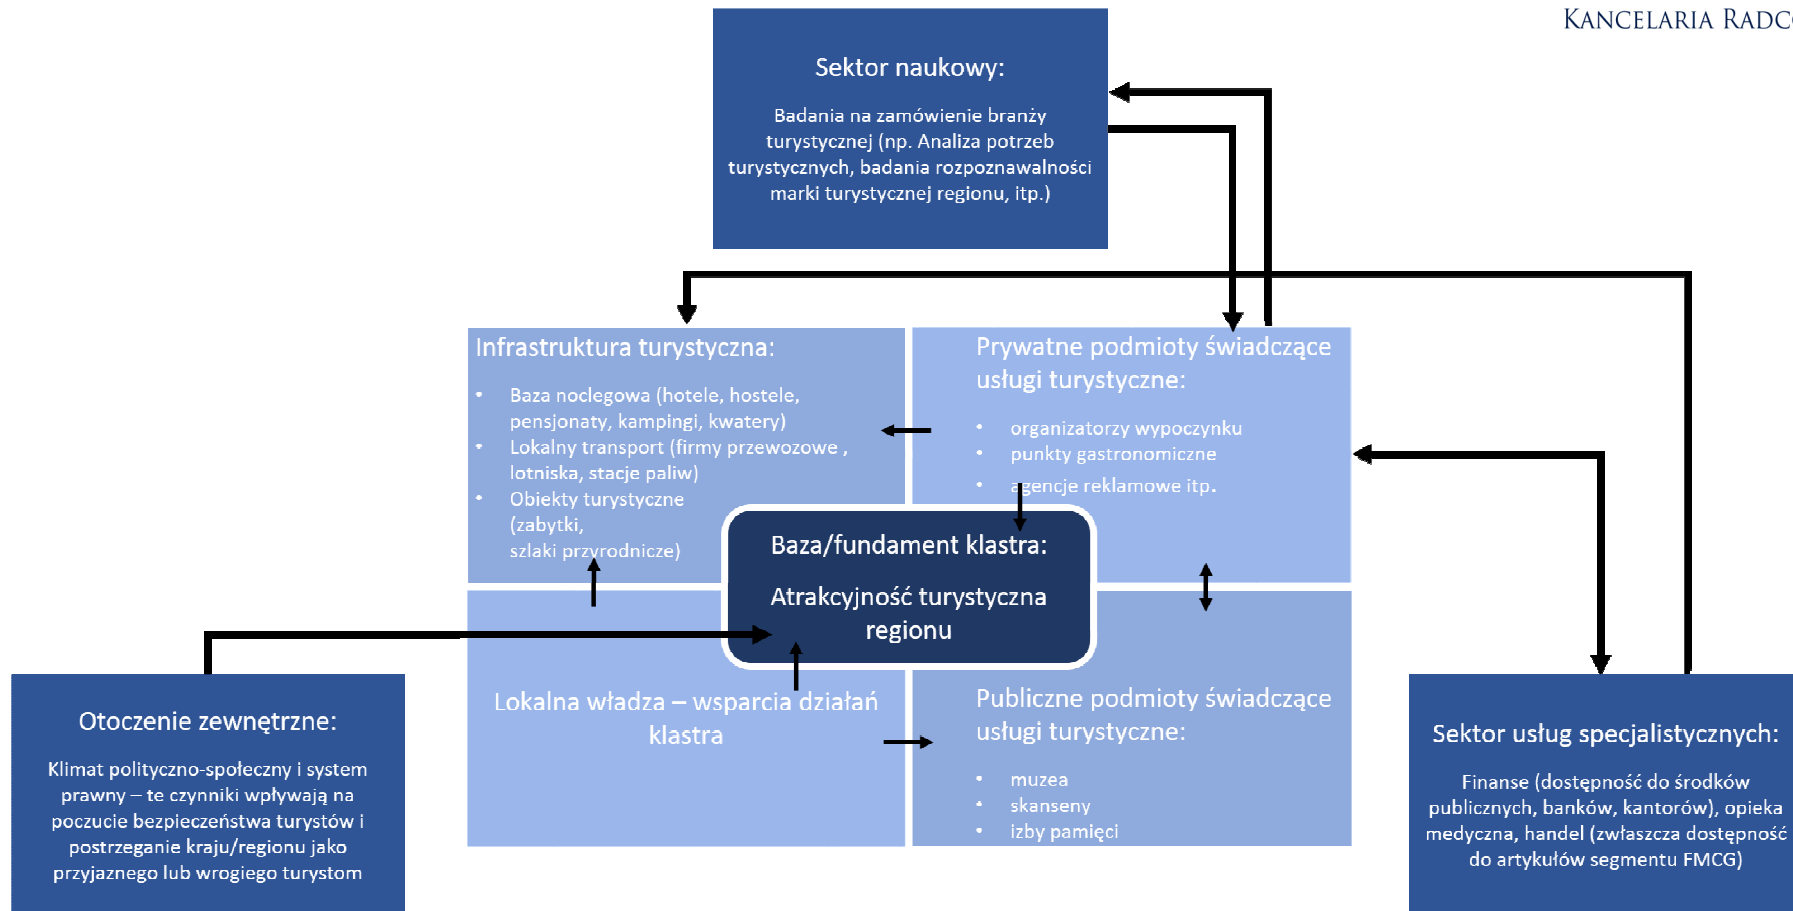 KANCELARIA RADC
Sektor naukowy:
Badania na zamówienie branży
turystycznej (np. Analiza potrzeb
turystycznych, badania rozpoznawalności
marki turystycznej regionu, itp.)
Infrastruktura turystyczna:
• Baza noclegowa (hotele, hostele,
pensjonaty, kampingi, kwatery)
• Lokalny transport (firmy przewozowe ,
lotniska, stacje paliw)
• Obiekty turystyczne
(zabytki,
szlaki przyrodnicze)
Prywatne podmioty świadczące
usługi turystyczne:
• organizatorzy wypoczynku
• punkty gastronomiczne
• agencje reklamowe itp.
Baza/fundament klastra:
Atrakcyjność turystyczna
regionu
Lokalna władza – wsparcia działań
klastra
Publiczne podmioty świadczące
usługi turystyczne:
• muzea
• skanseny
• izby pamięci
Otoczenie zewnętrzne:
Klimat polityczno-społeczny i system
prawny – te czynniki wpływają na
poczucie bezpieczeństwa turystów i
postrzeganie kraju/regionu jako
przyjaznego lub wrogiego turystom
Sektor usług specjalistycznych:
Finanse (dostępność do środków
publicznych, banków, kantorów), opieka
medyczna, handel (zwłaszcza dostępność
do artykułów segmentu FMCG)